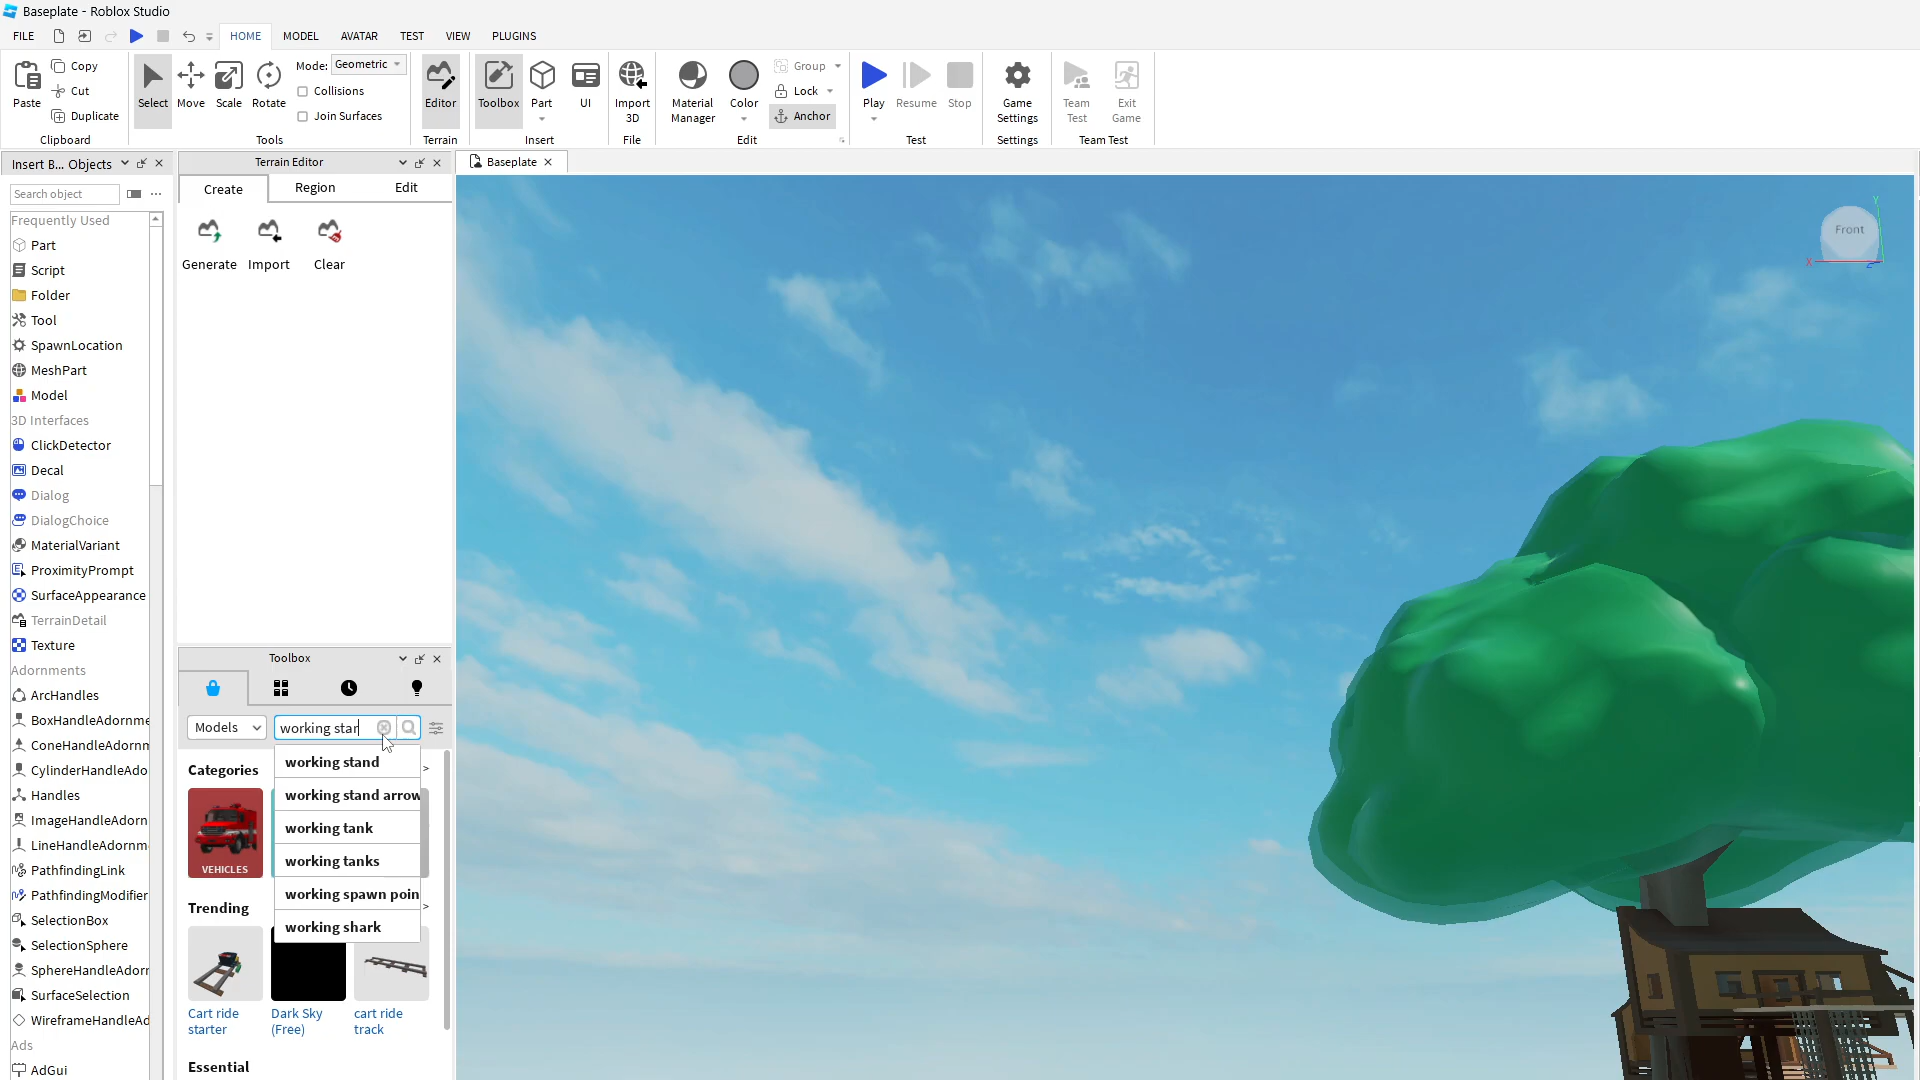 Baseplate - Roblox Studio
FILE
HOME
MODEL
AVATAR
TEST
VIEW
PLUGINS
Paste
Copy
Cut
Duplicate
Clipboard
Select
Move
Scale
Rotate
Mode:
Geometric
Collisions
Join Surfaces
Tools
Editor
Terrain
Toolbox
Part
UI
Insert
Import
3D
File
Material
Manager
Color
Group
Lock
Anchor
Edit
Play
Resume
Stop
Test
Game
Settings
Settings
Team
Test
Exit
Game
Team Test
Insert B... Objects
Search object
Frequently Used
Part
Script
Folder
Tool
SpawnLocation
MeshPart
Model
3D Interfaces
ClickDetector
Decal
Dialog
DialogChoice
MaterialVariant
ProximityPrompt
SurfaceAppearance
TerrainDetail
Texture
Adornments
ArcHandles
BoxHandleAdornme
ConeHandleAdornm
CylinderHandleAdo
Handles
ImageHandleAdorn
LineHandleAdornm
PathfindingLink
PathfindingModifier
SelectionBox
SelectionSphere
SphereHandleAdorn
SurfaceSelection
WireframeHandleAd
Ads
AdGui
Terrain Editor
Create
Region
Edit
Generate
Import
Clear
Toolbox
Models
working star
working stand
working stand arrow
working tank
working tanks
working spawn poin
working shark
Categories
VEHICLES
Trending
Cart ride
starter
Dark Sky
(Free)
cart ride
track
Essential
Baseplate
Front
Y
X
Z